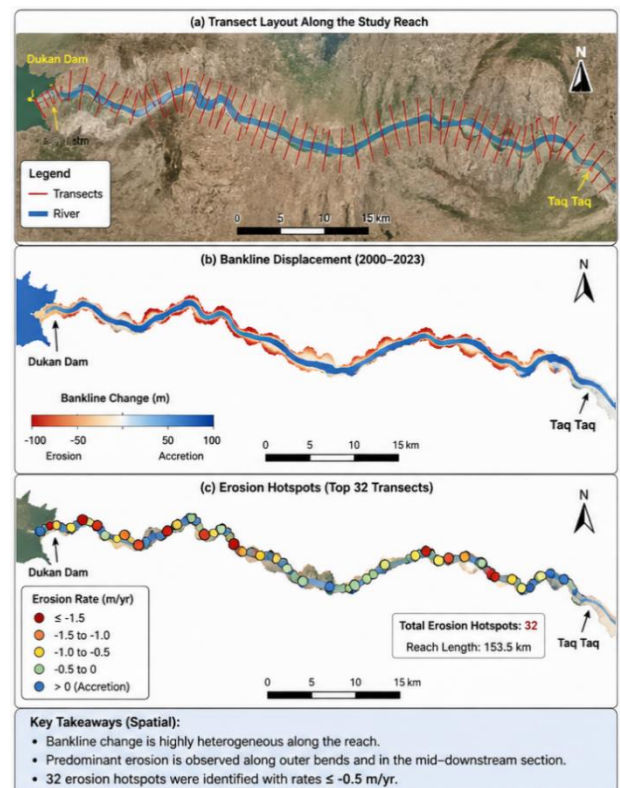 (a) Transect Layout Along the Study Reach
Dukan Dam
N
Legend
Transects
River
Taq Taq
0 5 10 15 km
(b) Bankline Displacement (2000–2023)
N
Dukan Dam
Bankline Change (m)
-100 -50 0 50 100
Erosion Accretion
Taq Taq
0 5 10 15 km
(c) Erosion Hotspots (Top 32 Transects)
N
Dukan Dam
Erosion Rate (m/yr)
≤ -1.5
-1.5 to -1.0
-1.0 to -0.5
-0.5 to 0
> 0 (Accretion)
Total Erosion Hotspots: 32
Reach Length: 153.5 km
Taq Taq
0 5 10 15 km
Key Takeaways (Spatial):
• Bankline change is highly heterogeneous along the reach.
• Predominant erosion is observed along outer bends and in the mid–downstream section.
• 32 erosion hotspots were identified with rates ≤ -0.5 m/yr.